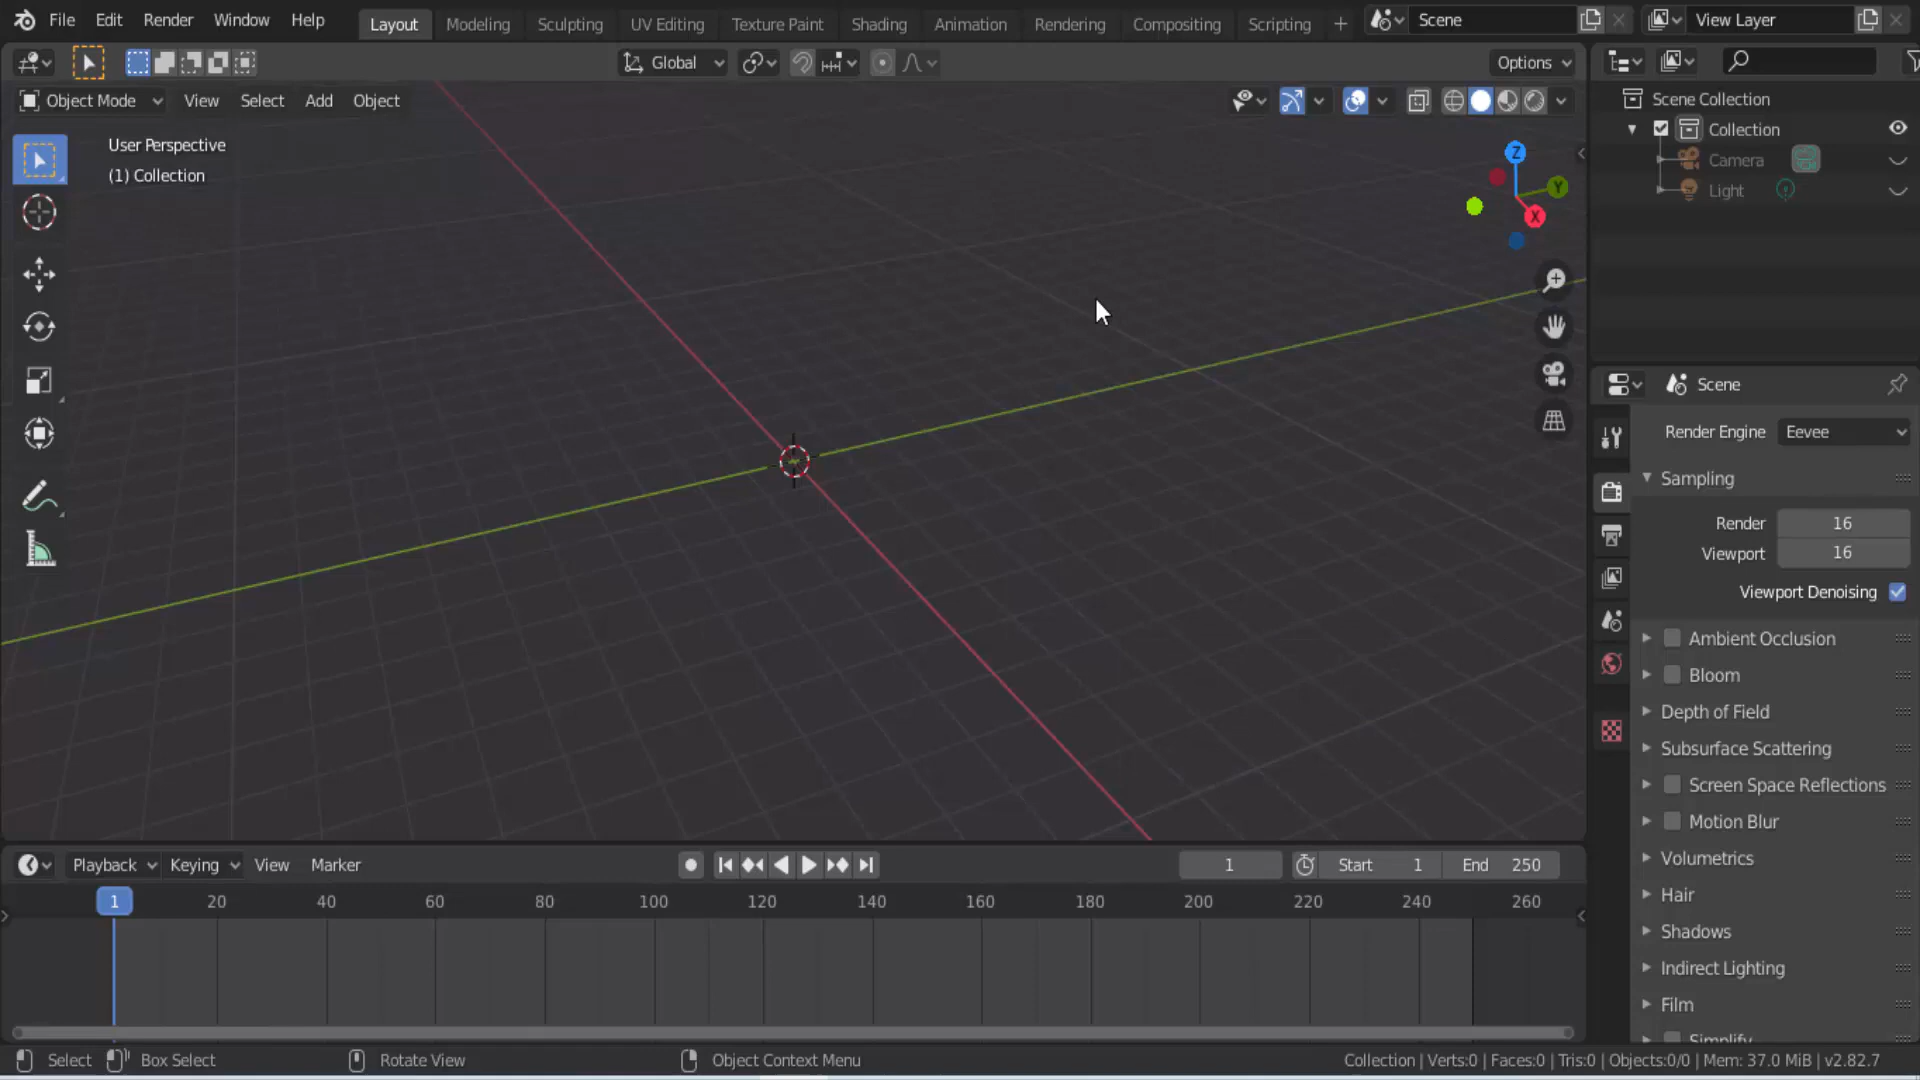 File Edit Render Window Help Layout Modeling Sculpting UV Editing Texture Paint Shading Animation Rendering Compositing Scripting + Scene View Layer
Global Options
Object Mode View Select Add Object
Scene Collection
Collection
Camera
Light
User Perspective
(1) Collection
Z
Y
X
Scene
Render Engine Eevee
Sampling
Render 16
Viewport 16
Viewport Denoising
Ambient Occlusion
Bloom
Depth of Field
Subsurface Scattering
Screen Space Reflections
Motion Blur
Volumetrics
Hair
Shadows
Indirect Lighting
Film
Simplify
Playback Keying View Marker 1 Start 1 End 250
1 20 40 60 80 100 120 140 160 180 200 220 240 260
Select Box Select Rotate View Object Context Menu Collection | Verts:0 | Faces:0 | Tris:0 | Objects:0/0 | Mem: 37.0 MiB | v2.82.7